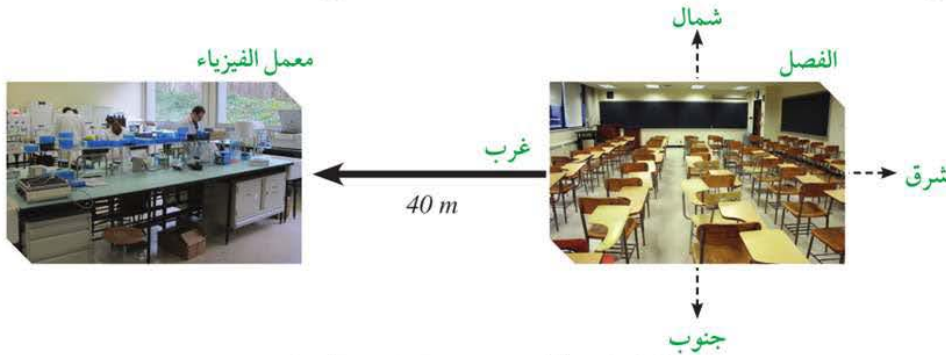 شمال
الفصل
معمل الفيزياء
غرب
شرق
40 m
جنوب